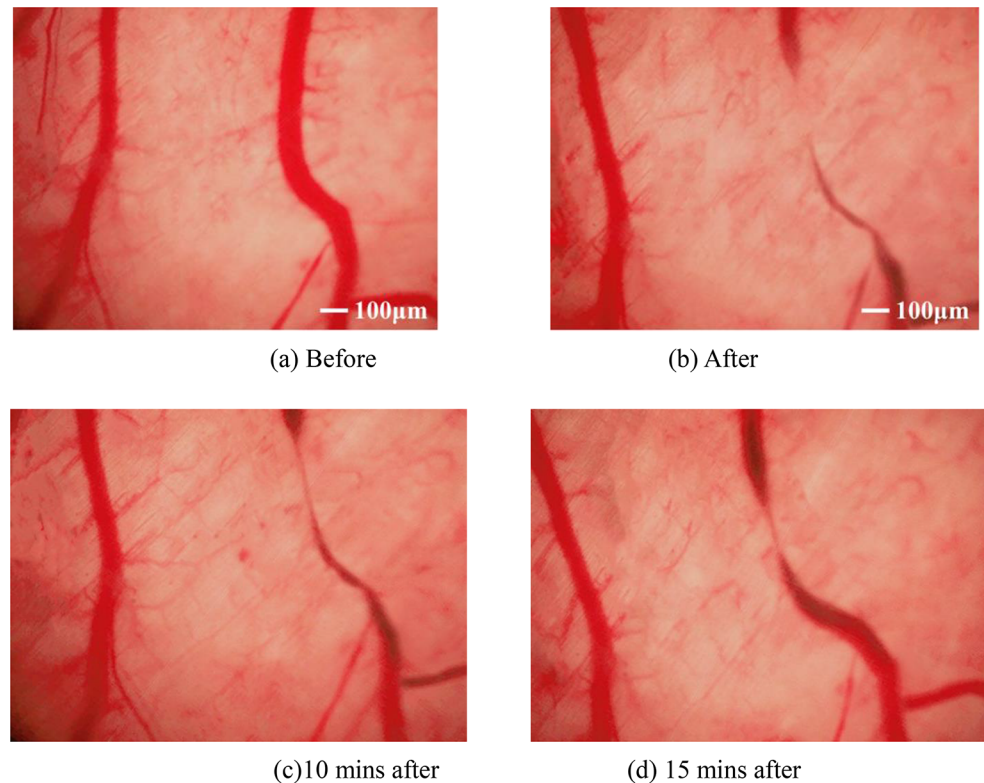 100μm
100μm
(a) Before
(b) After
(c)10 mins after
(d) 15 mins after